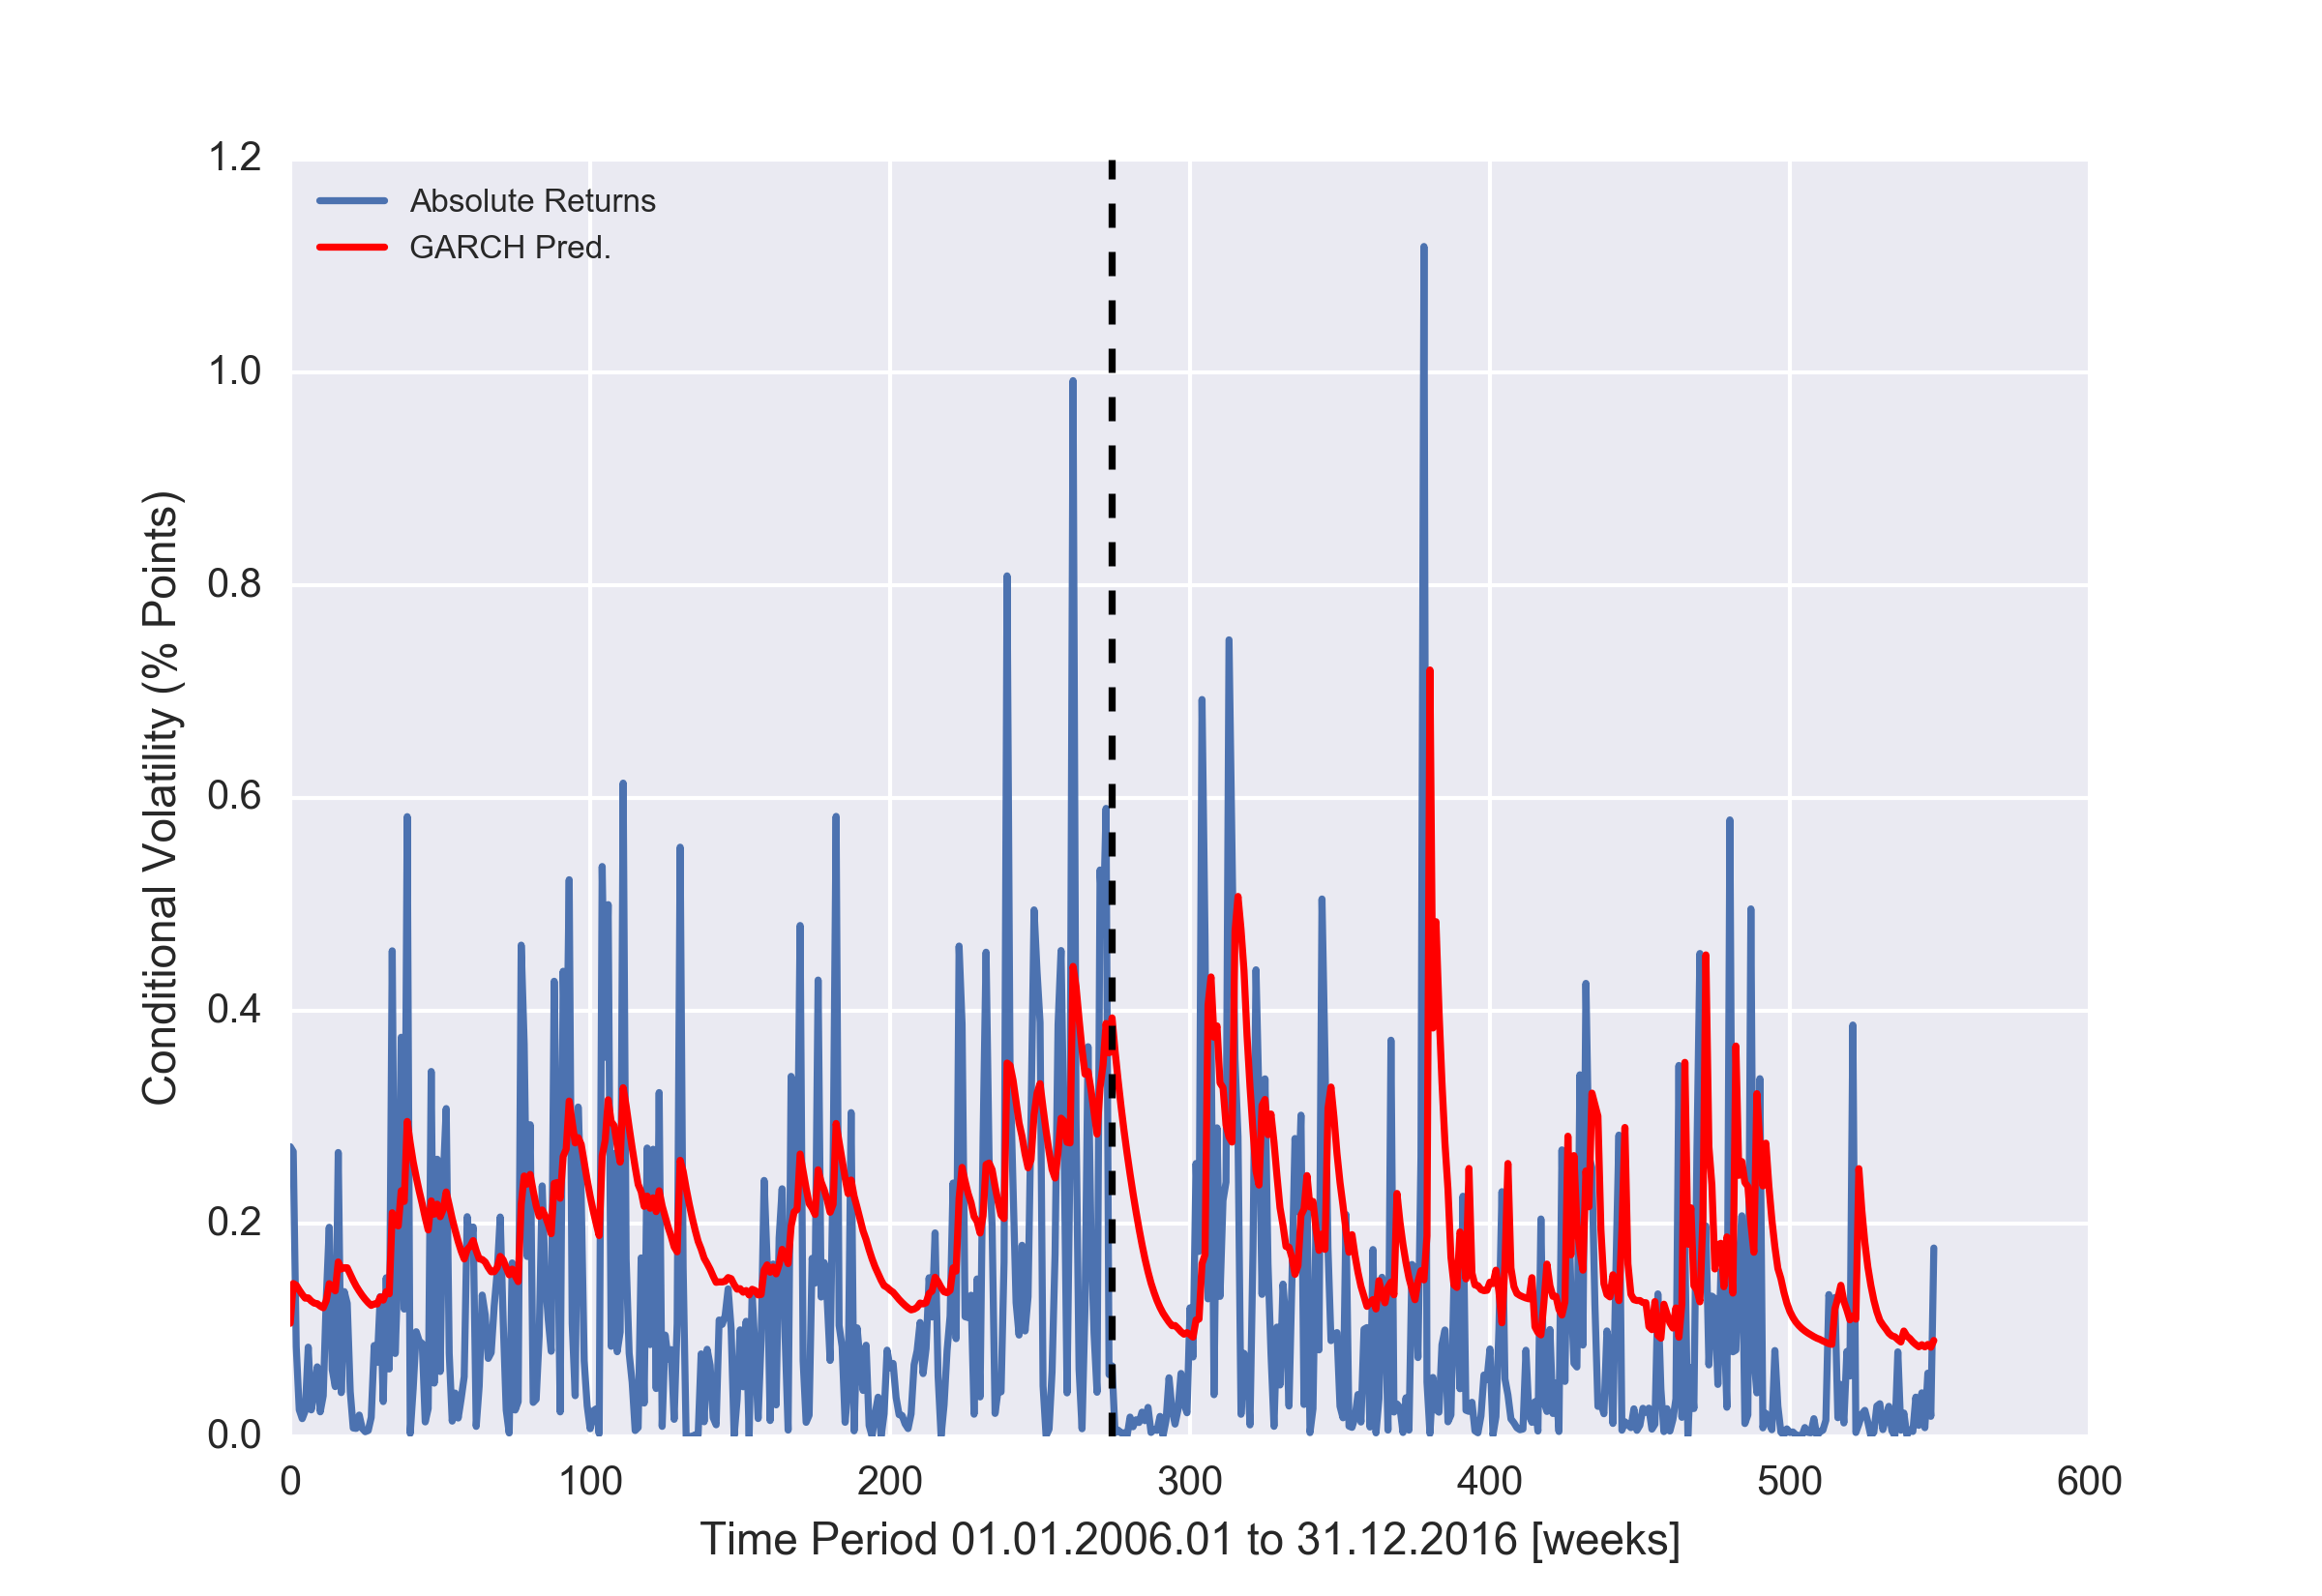 1.2
1.0
0.8
0.6
0.4
0.2
0.0
Absolute Returns
GARCH Pred.
Conditional Volatility (% Points)
0 100 200 300 400 500 600
Time Period 01.01.2006.01 to 31.12.2016 [weeks]